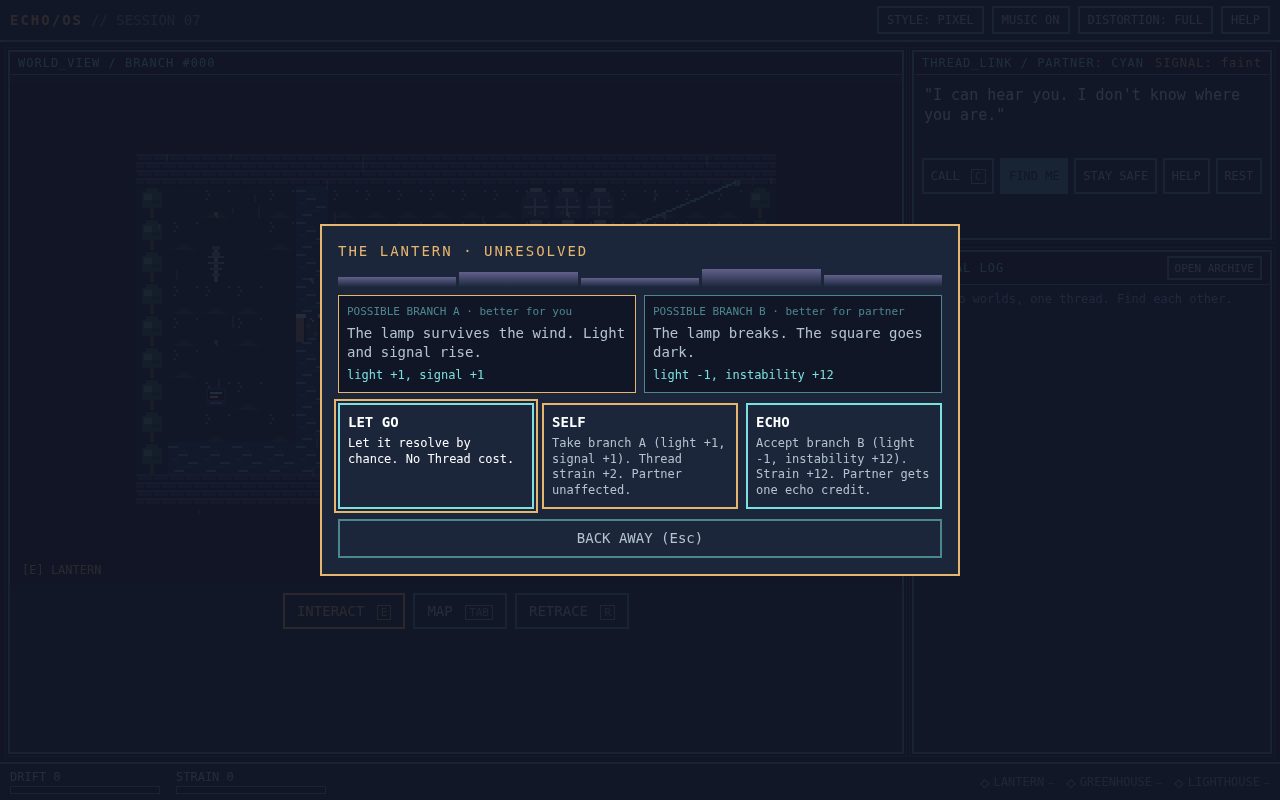 ECHO/OS // SESSION 07
STYLE: PIXEL
MUSIC ON
DISTORTION: FULL
HELP
WORLD_VIEW / BRANCH #000
THREAD_LINK / PARTNER: CYAN
SIGNAL: faint
"I can hear you. I don't know where
you are."
CALL C
FIND ME
STAY SAFE
HELP
REST
LOG
OPEN ARCHIVE
worlds, one thread. Find each other.
THE LANTERN · UNRESOLVED
POSSIBLE BRANCH A · better for you
The lamp survives the wind. Light
and signal rise.
light +1, signal +1
POSSIBLE BRANCH B · better for partner
The lamp breaks. The square goes
dark.
light -1, instability +12
LET GO
Let it resolve by
chance. No Thread cost.
SELF
Take branch A (light +1,
signal +1). Thread
strain +2. Partner
unaffected.
ECHO
Accept branch B (light
-1, instability +12).
Strain +12. Partner gets
one echo credit.
BACK AWAY (Esc)
[E] LANTERN
INTERACT E
MAP TAB
RETRACE R
DRIFT 0
STRAIN 0
◇ LANTERN —
◇ GREENHOUSE —
◇ LIGHTHOUSE —